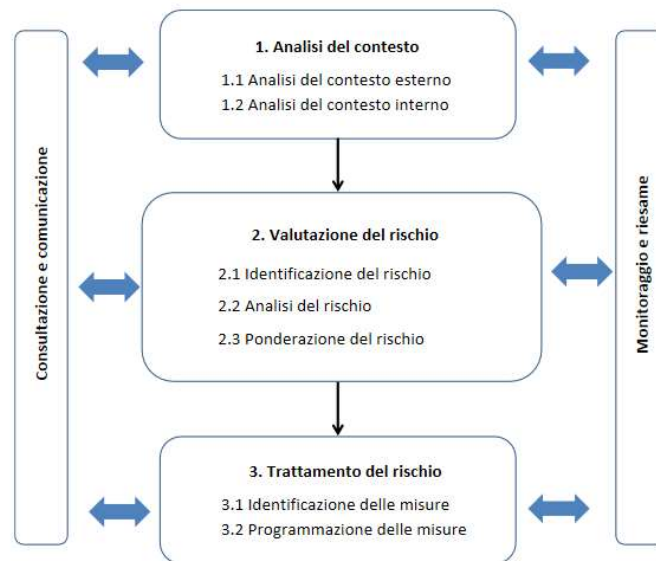 Consultazione e comunicazione
1. Analisi del contesto
1.1 Analisi del contesto esterno
1.2 Analisi del contesto interno
2. Valutazione del rischio
2.1 Identificazione del rischio
2.2 Analisi del rischio
2.3 Ponderazione del rischio
3. Trattamento del rischio
3.1 Identificazione delle misure
3.2 Programmazione delle misure
Monitoraggio e riesame